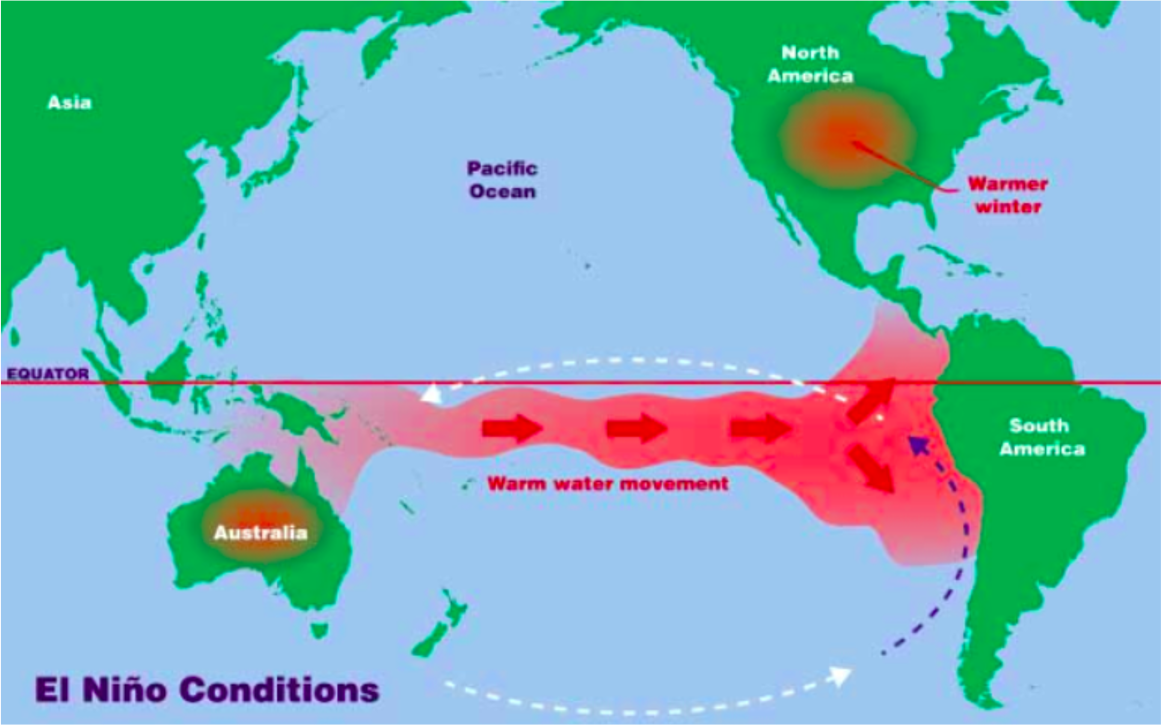 North
America
Asia
Pacific
Ocean
Warmer
winter
EQUATOR
South
America
Warm water movement
Australia
El Niño Conditions